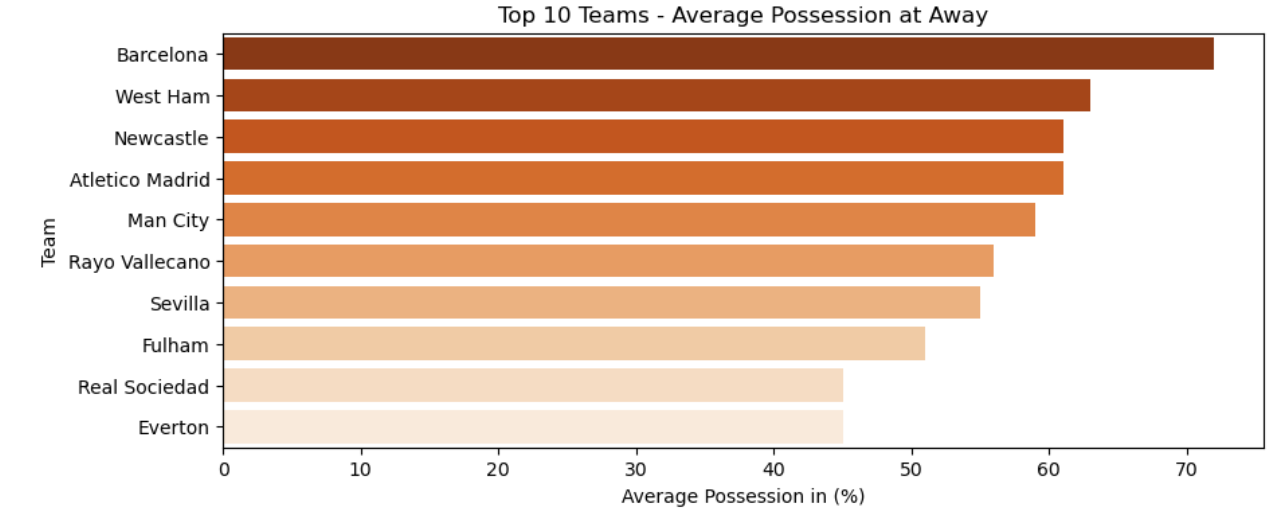 Top 10 Teams - Average Possession at Away
Team
Barcelona
West Ham
Newcastle
Atletico Madrid
Man City
Rayo Vallecano
Sevilla
Fulham
Real Sociedad
Everton
0 10 20 30 40 50 60 70
Average Possession in (%)